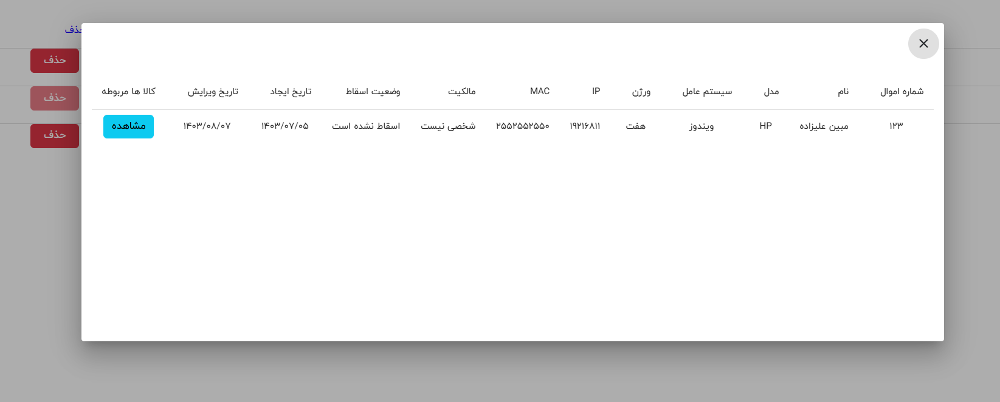 حذف
شماره اموال	نام	مدل	سیستم عامل	ورژن	IP	MAC	مالکیت	وضعیت اسقاط	تاریخ ایجاد	تاریخ ویرایش	کالا ها مربوطه
۱۲۳	مبین علیزاده	HP	ویندوز	هفت	۱۹۲۱۶۸۱۱	۲۵۵۲۵۵۲۵۵۰	شخصی نیست	اسقاط نشده است	۱۴۰۳/۰۷/۰۵	۱۴۰۳/۰۸/۰۷	مشاهده
حذف
حذف
حذف